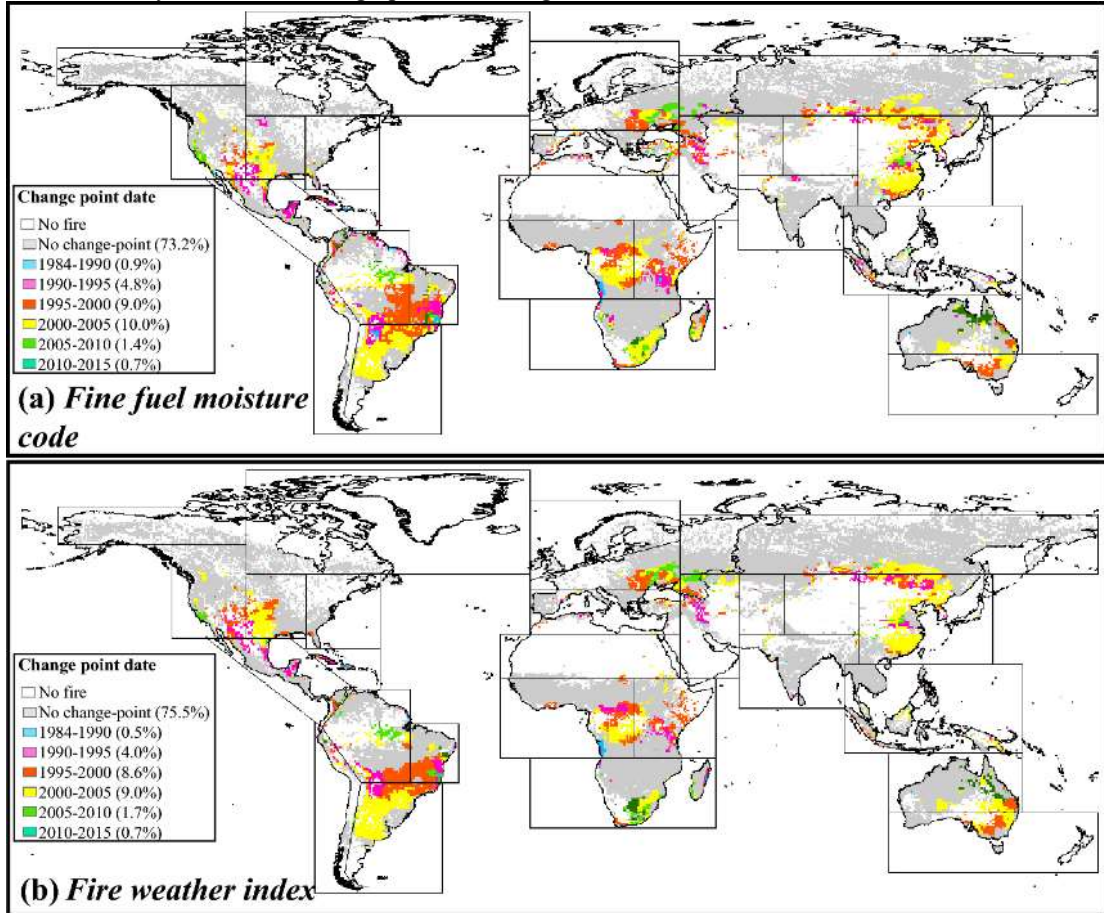 Change point date
No fire
No change-point (73.2%)
1984-1990 (0.9%)
1990-1995 (4.8%)
1995-2000 (9.0%)
2000-2005 (10.0%)
2005-2010 (1.4%)
2010-2015 (0.7%)
(a) Fine fuel moisture
code
Change point date
No fire
No change-point (75.5%)
1984-1990 (0.5%)
1990-1995 (4.0%)
1995-2000 (8.6%)
2000-2005 (9.0%)
2005-2010 (1.7%)
2010-2015 (0.7%)
(b) Fire weather index